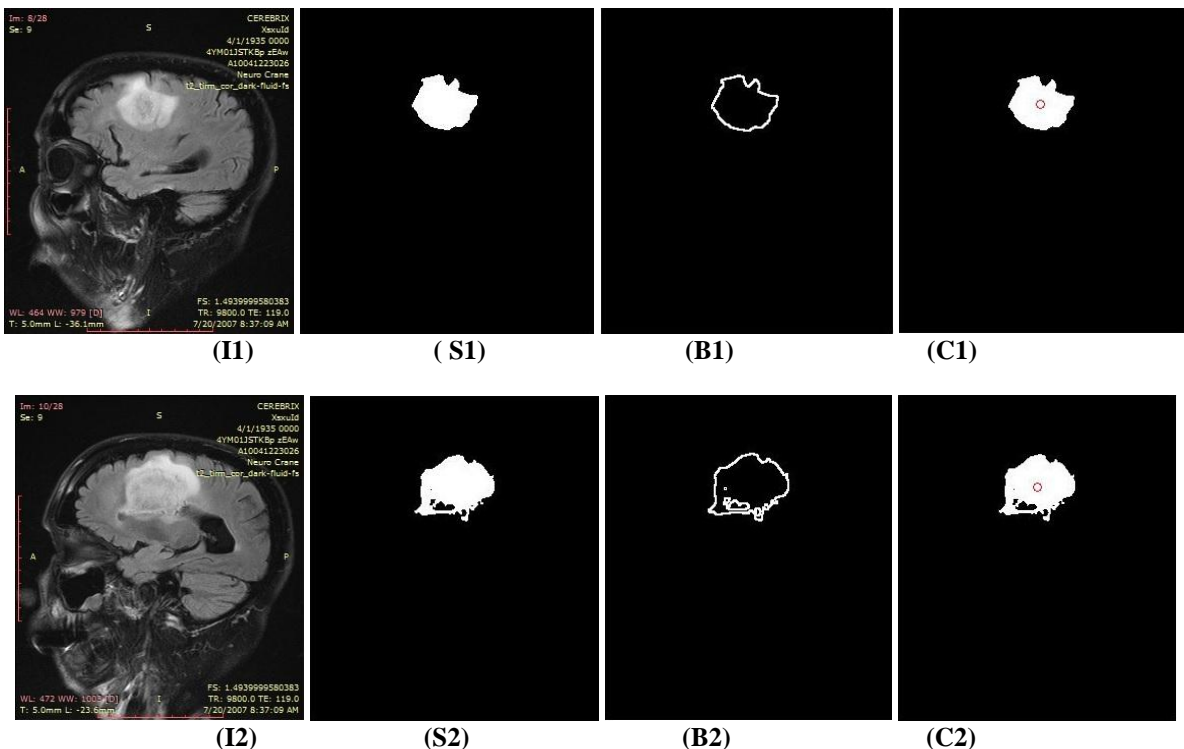 Im: 8/28
Se: 9
CEREBRIX
XsxuId
4/1/1935 0000
4YM01JSTKBp zEAw
A10041223026
Neuro Crane
t2_tirm_cor_dark-fluid-fs
S
A
P
I
FS: 1.4939999580383
WL: 464 WW: 979 [D]
TR: 9800.0 TE: 119.0
T: 5.0mm L: -36.1mm
7/20/2007 8:37:09 AM
(I1) ( S1) (B1) (C1)
Im: 10/28
Se: 9
CEREBRIX
XsxuId
4/1/1935 0000
4YM01JSTKBp zEAw
A10041223026
Neuro Crane
t2_tirm_cor_dark-fluid-fs
S
A
P
I
FS: 1.4939999580383
WL: 472 WW: 1003 [D]
TR: 9800.0 TE: 119.0
T: 5.0mm L: -23.6mm
7/20/2007 8:37:09 AM
(I2) (S2) (B2) (C2)